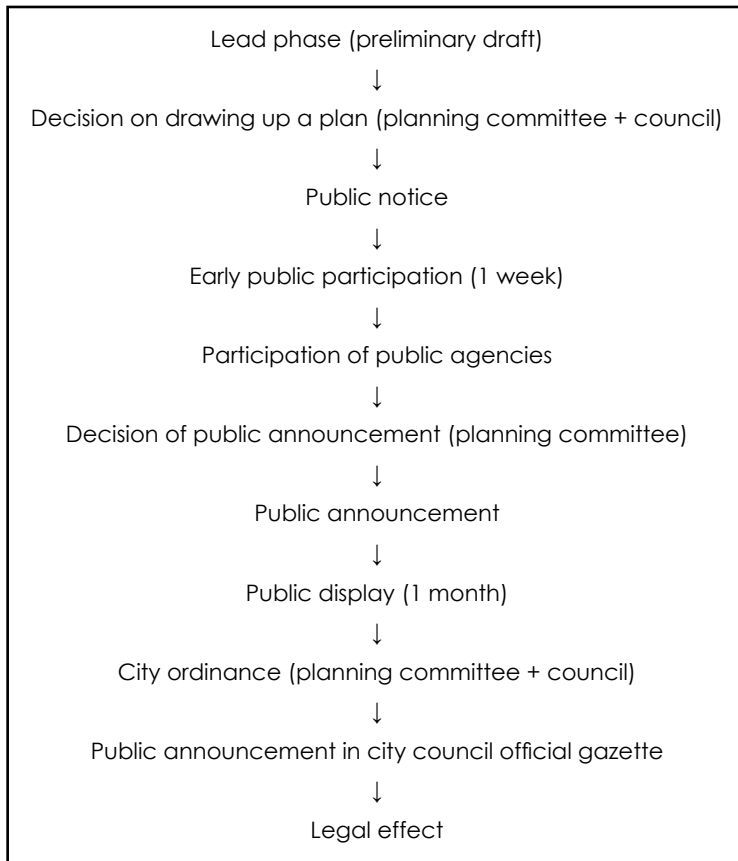 Lead phase (preliminary draft)
↓
Decision on drawing up a plan (planning committee + council)
↓
Public notice
↓
Early public participation (1 week)
↓
Participation of public agencies
↓
Decision of public announcement (planning committee)
↓
Public announcement
↓
Public display (1 month)
↓
City ordinance (planning committee + council)
↓
Public announcement in city council official gazette
↓
Legal effect